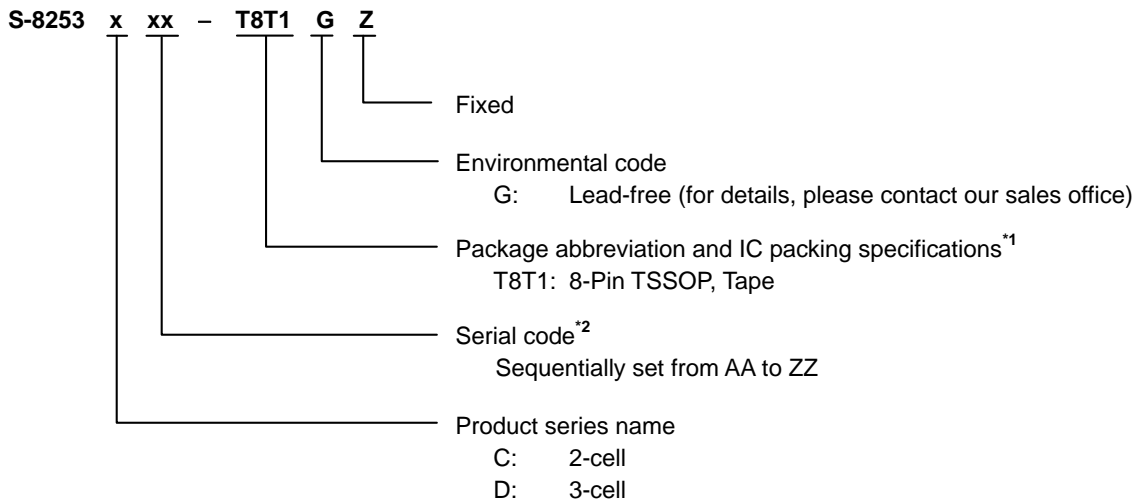 S-8253 x xx – T8T1 G Z
Fixed
Environmental code
G: Lead-free (for details, please contact our sales office)
Package abbreviation and IC packing specifications*1
T8T1: 8-Pin TSSOP, Tape
Serial code*2
Sequentially set from AA to ZZ
Product series name
C: 2-cell
D: 3-cell